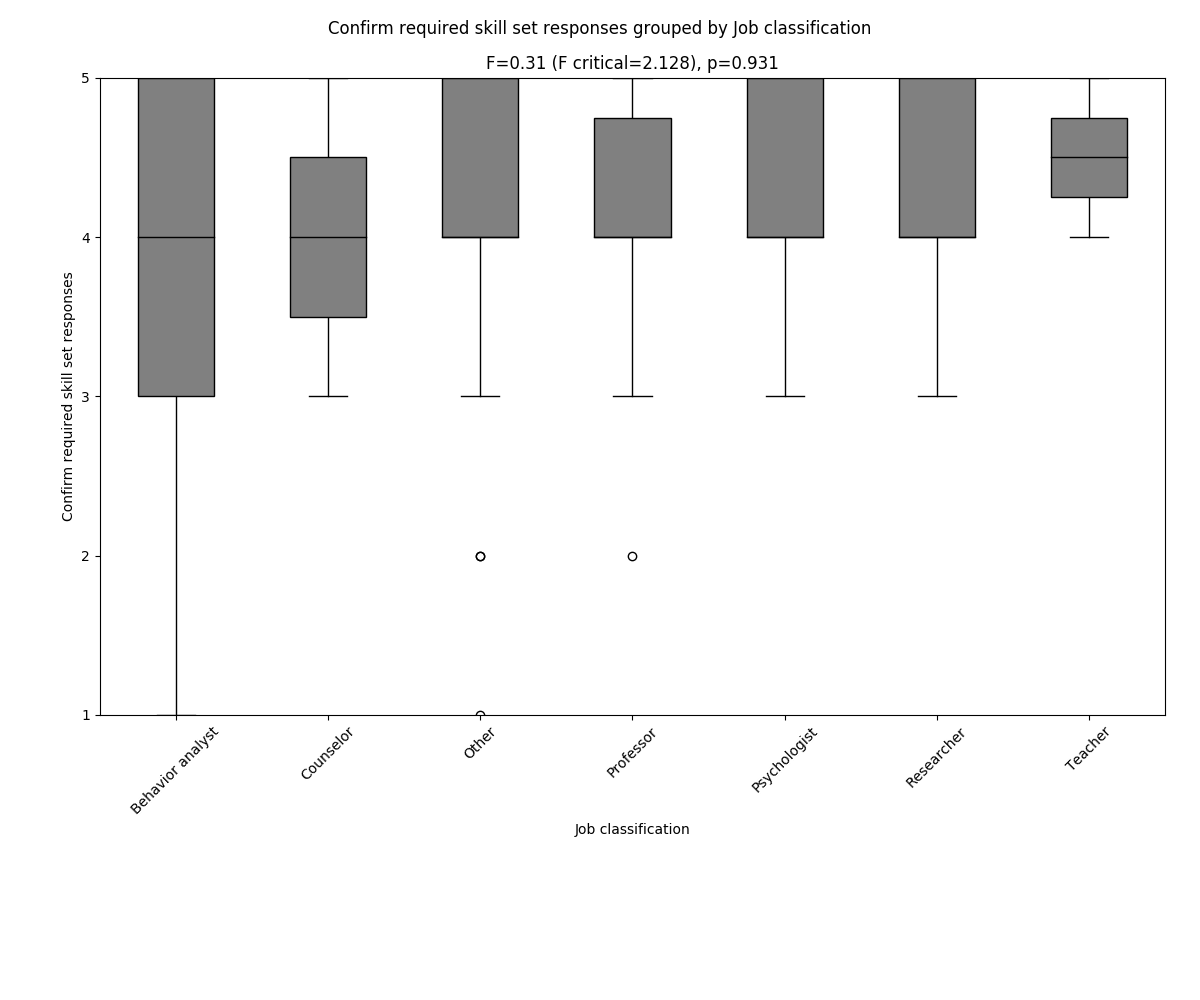 Confirm required skill set responses grouped by Job classification
F=0.31 (F critical=2.128), p=0.931
Confirm required skill set responses
5
4
3
2
1
Behavior analyst
Counselor
Other
Professor
Psychologist
Researcher
Teacher
Job classification